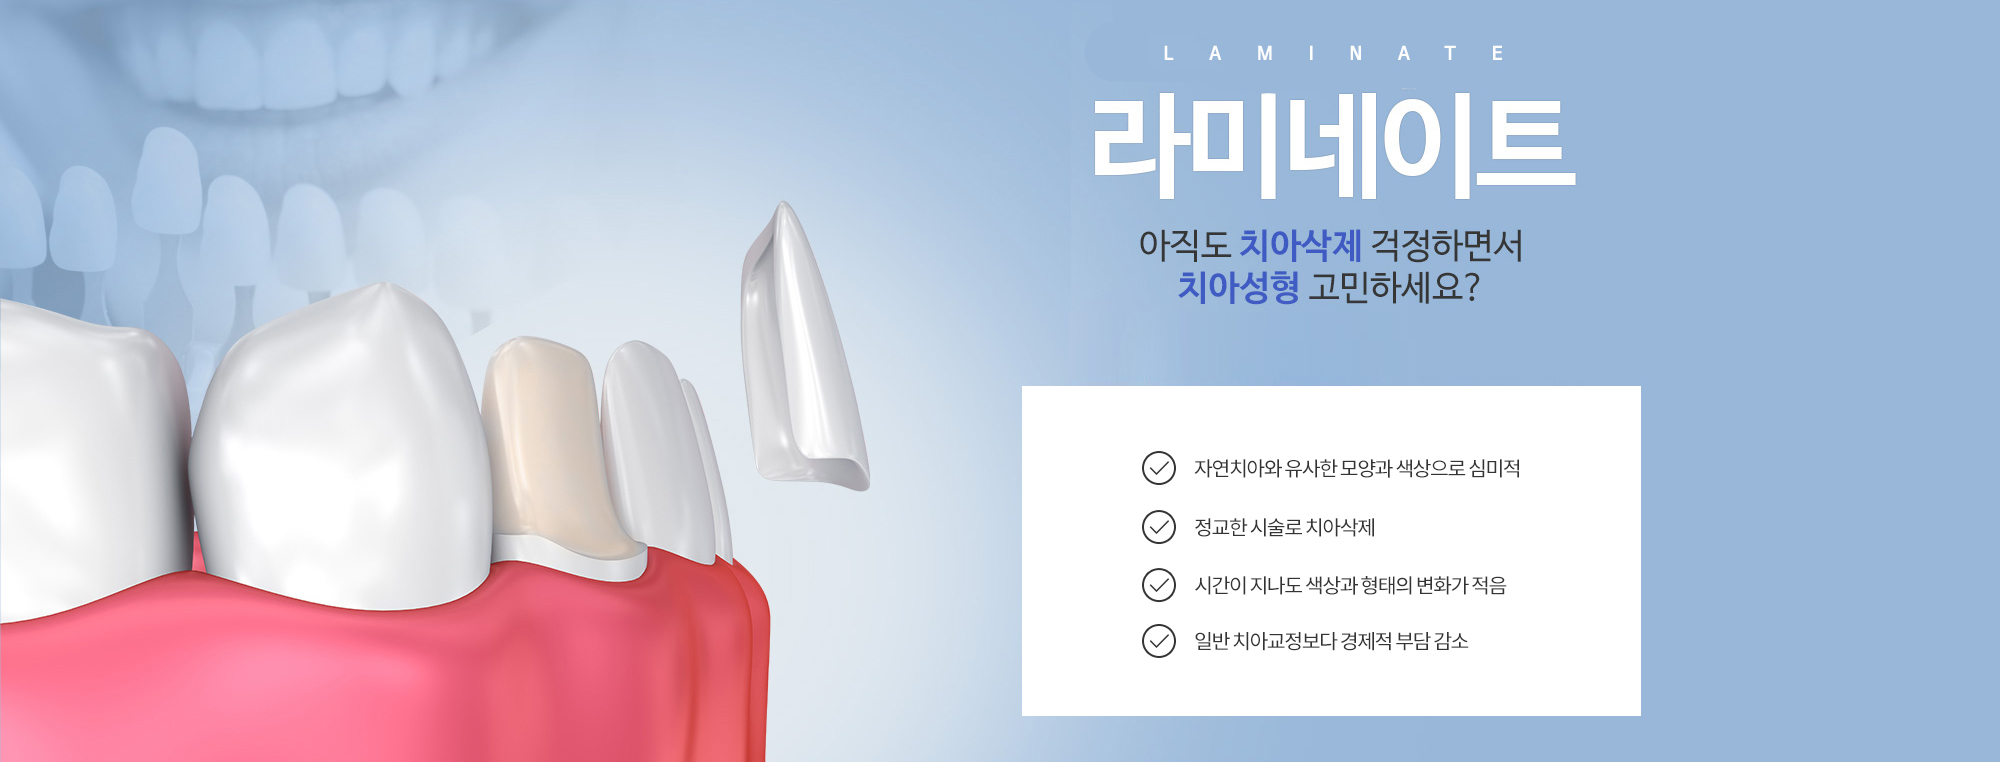 LAMINATE
라미네이트
아직도 치아삭제 걱정하면서
치아성형 고민하세요?
자연치아와 유사한 모양과 색상으로 심미적
정교한 시술로 치아삭제
시간이 지나도 색상과 형태의 변화가 적음
일반 치아교정보다 경제적 부담 감소